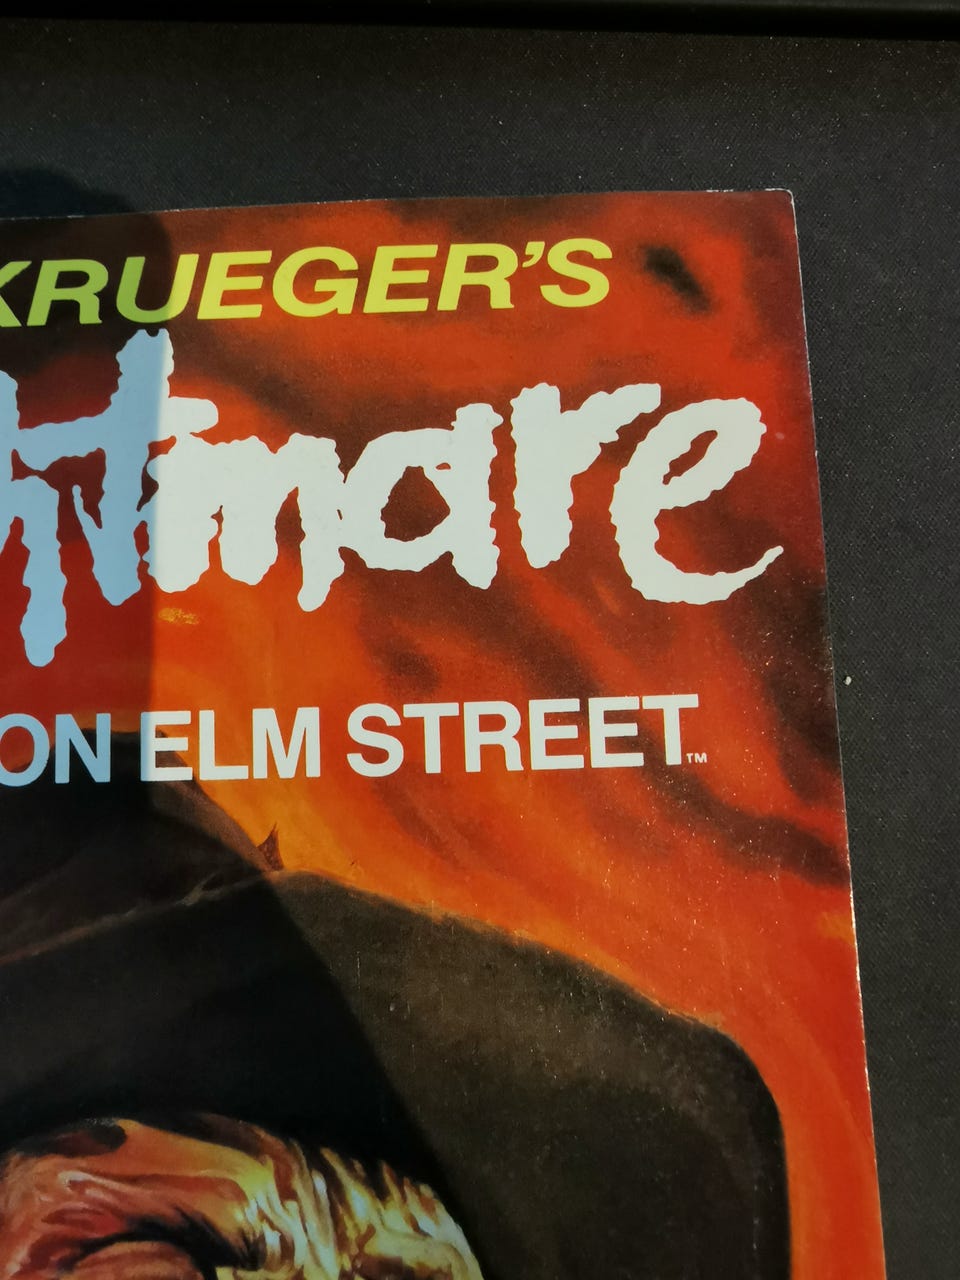 KRUEGER'S
htmare
ON ELM STREET™